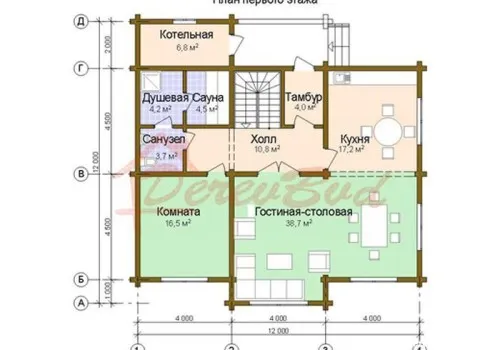 План первого этажа
Д
Котельная
6,8 м²
2 000
Г
Душевая
4,2 м²
Сауна
4,5 м²
Тамбур
4,0 м²
4 500
Санузел
3,7 м²
Холл
10,8 м²
Кухня
17,2 м²
12 000
В
DerevBud
Комната
16,5 м²
Гостиная-столовая
38,7 м²
4 500
Б
1 000
А
4 000
4 000
4 000
12 000
1
2
3
4